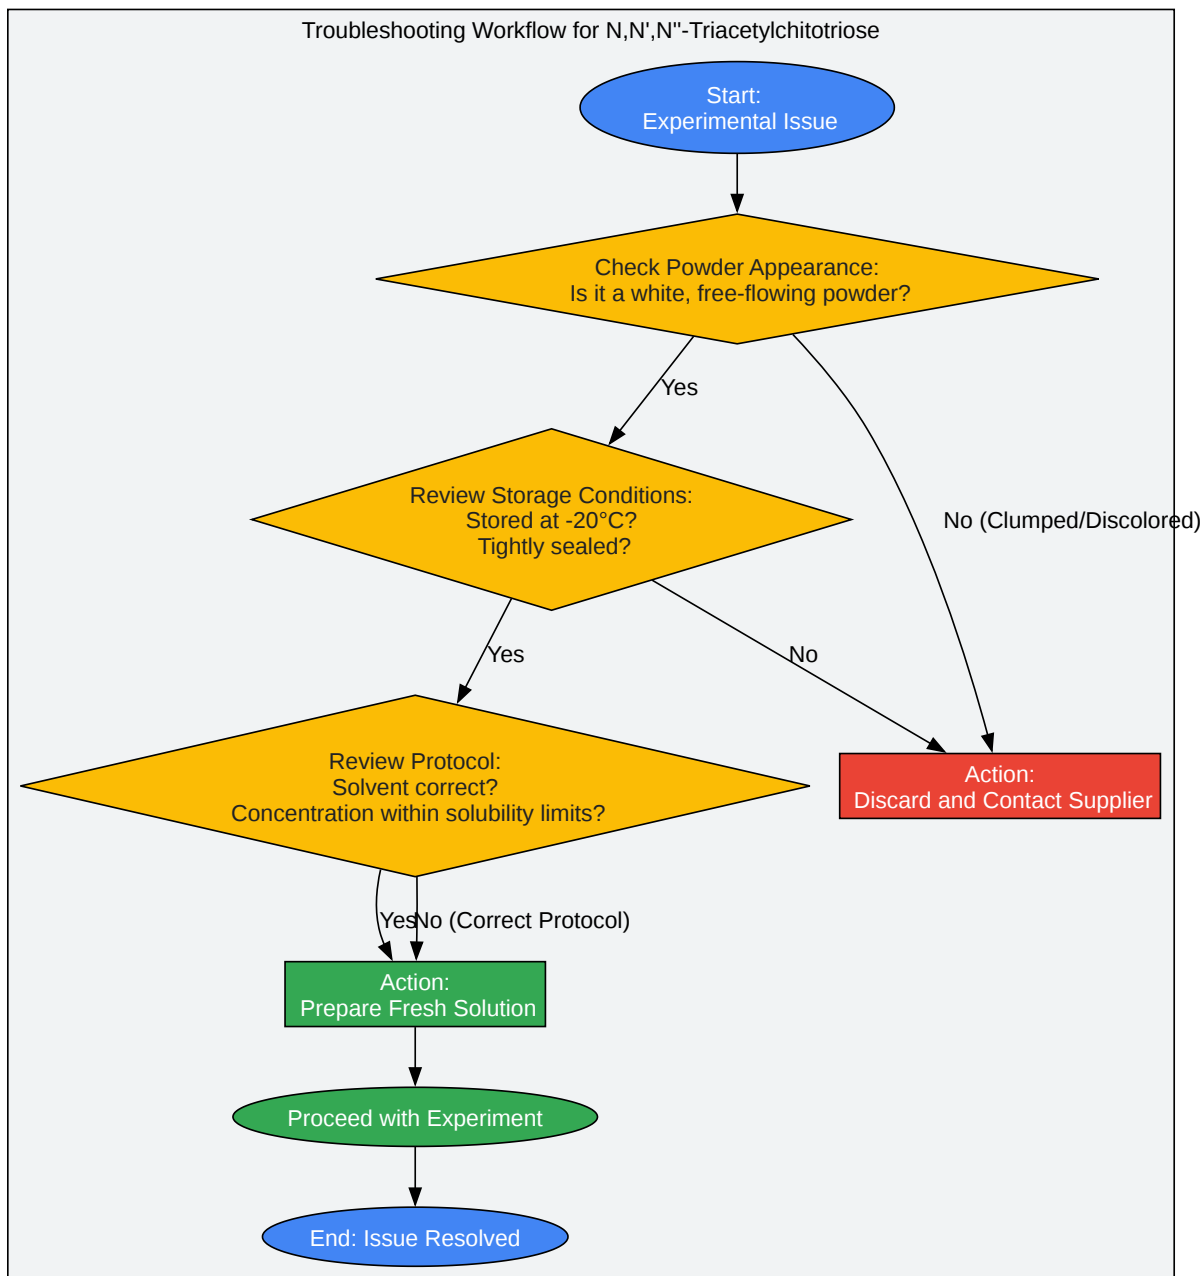 Troubleshooting Workflow for N,N',N''-Triacetylchitotriose
Start:
Experimental Issue
Check Powder Appearance:
Is it a white, free-flowing powder?
Yes
Review Storage Conditions:
Stored at -20°C?
Tightly sealed?
No (Clumped/Discolored)
Yes
No
Review Protocol:
Solvent correct?
Concentration within solubility limits?
Action:
Discard and Contact Supplier
Yes
No (Correct Protocol)
Action:
Prepare Fresh Solution
Proceed with Experiment
End: Issue Resolved